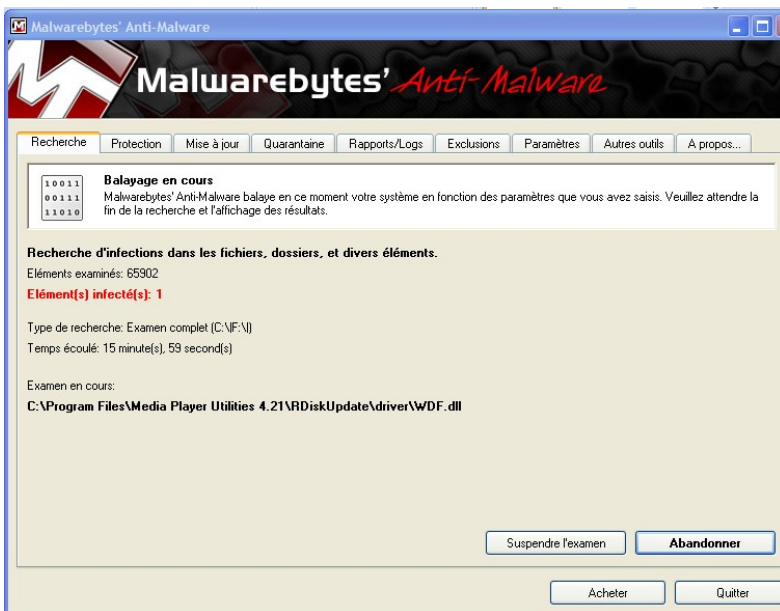 Malwarebytes' Anti-Malware
Malwarebytes' Anti-Malware
Recherche Protection Mise à jour Quarantaine Rapports/Logs Exclusions Paramètres Autres outils A propos...
10011
00111
11010
Balayage en cours
Malwarebytes' Anti-Malware balaye en ce moment votre système en fonction des paramètres que vous avez saisis. Veuillez attendre la
fin de la recherche et l'affichage des résultats.
Recherche d'infections dans les fichiers, dossiers, et divers éléments.
Eléments examinés: 65902
Elément(s) infecté(s): 1
Type de recherche: Examen complet (C:\|F:\|)
Temps écoulé: 15 minute(s), 59 second(s)
Examen en cours:
C:\Program Files\Media Player Utilities 4.21\RDiskUpdate\driver\WDF.dll
Suspendre l'examen Abandonner
Acheter Quitter